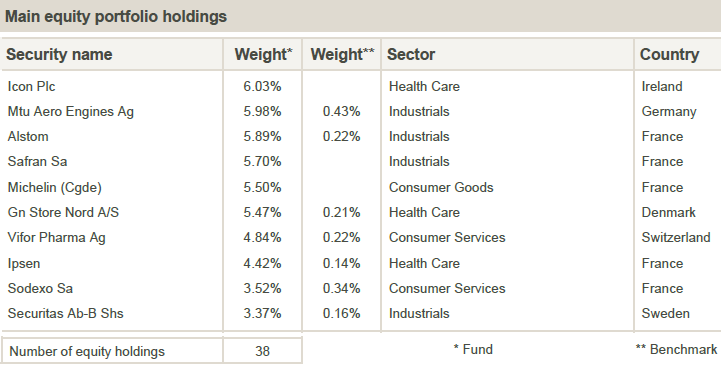 Main equity portfolio holdings
Security name Weight* Weight** Sector Country
Icon Plc 6.03% Health Care Ireland
Mtu Aero Engines Ag 5.98% 0.43% Industrials Germany
Alstom 5.89% 0.22% Industrials France
Safran Sa 5.70% Industrials France
Michelin (Cgde) 5.50% Consumer Goods France
Gn Store Nord A/S 5.47% 0.21% Health Care Denmark
Vifor Pharma Ag 4.84% 0.22% Consumer Services Switzerland
Ipsen 4.42% 0.14% Health Care France
Sodexo Sa 3.52% 0.34% Consumer Services France
Securitas Ab-B Shs 3.37% 0.16% Industrials Sweden
Number of equity holdings 38 * Fund ** Benchmark